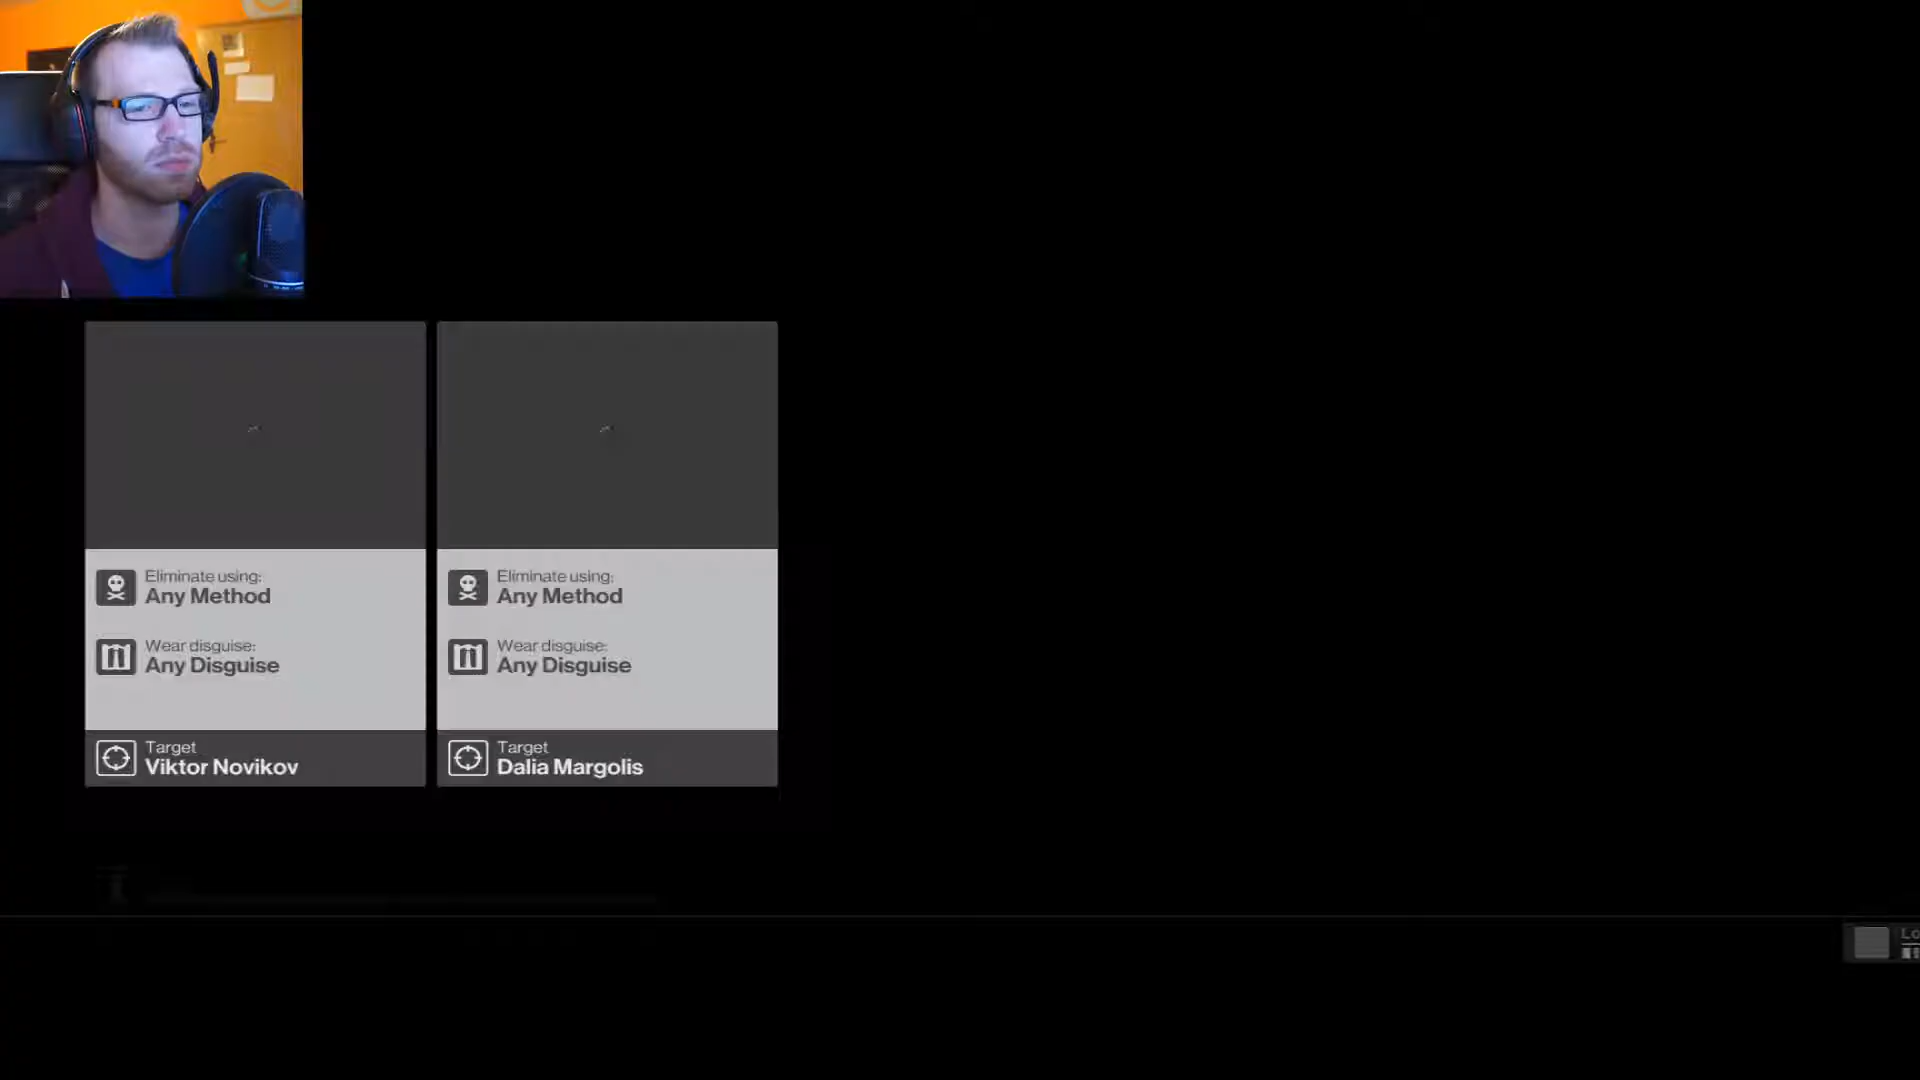 Eliminate using:
Any Method
Wear disguise:
Any Disguise
Target
Viktor Novikov
Eliminate using:
Any Method
Wear disguise:
Any Disguise
Target
Dalia Margolis
Lo